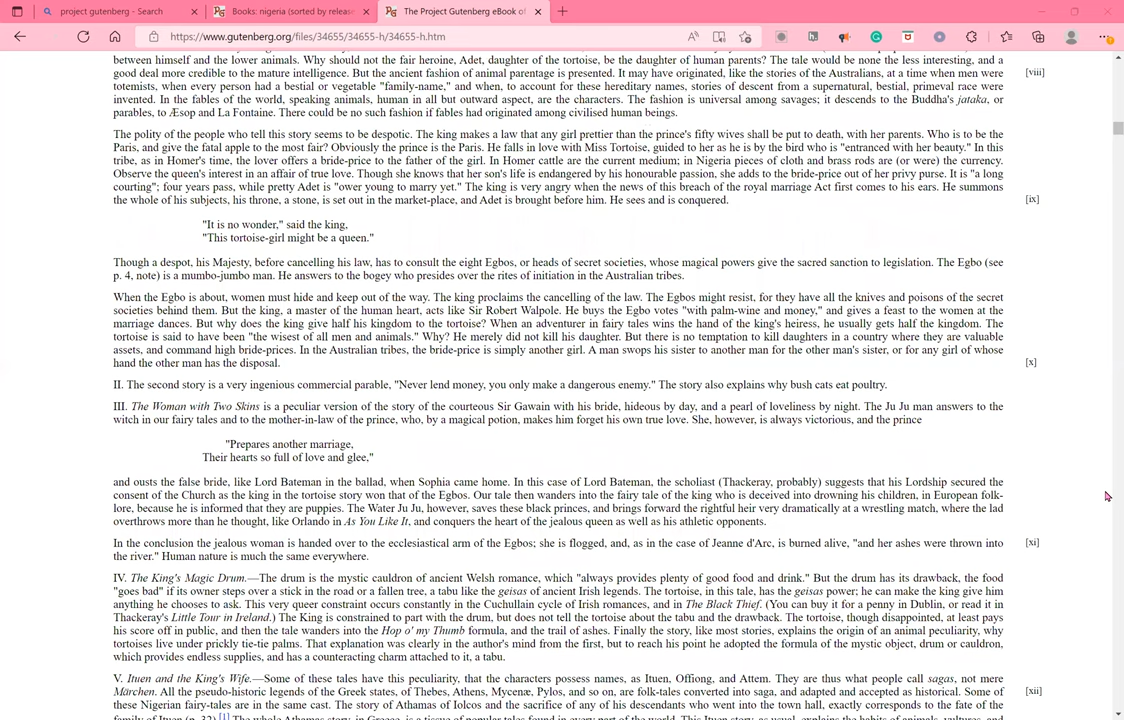 project gutenberg - Search
Books: nigeria (sorted by release
The Project Gutenberg eBook of
https://www.gutenberg.org/files/34655/34655-h/34655-h.htm
between himself and the lower animals. Why should not the fair heroine, Adet, daughter of the tortoise, be the daughter of human parents? The tale would be none the less interesting, and a
good deal more credible to the mature intelligence. But the ancient fashion of animal parentage is presented. It may have originated, like the stories of the Australians, at a time when men were
[viii]
totemists, when every person had a bestial or vegetable "family-name," and when, to account for these hereditary names, stories of descent from a supernatural, bestial, primeval race were
invented. In the fables of the world, speaking animals, human in all but outward aspect, are the characters. The fashion is universal among savages; it descends to the Buddha's jataka, or
parables, to Æsop and La Fontaine. There could be no such fashion if fables had originated among civilised human beings.
The polity of the people who tell this story seems to be despotic. The king makes a law that any girl prettier than the prince's fifty wives shall be put to death, with her parents. Who is to be the
Paris, and give the fatal apple to the most fair? Obviously the prince is the Paris. He falls in love with Miss Tortoise, guided to her as he is by the bird who is "entranced with her beauty." In this
tribe, as in Homer's time, the lover offers a bride-price to the father of the girl. In Homer cattle are the current medium; in Nigeria pieces of cloth and brass rods are (or were) the currency.
Observe the queen's interest in an affair of true love. Though she knows that her son's life is endangered by his honourable passion, she adds to the bride-price out of her privy purse. It is "a long
courting"; four years pass, while pretty Adet is "ower young to marry yet." The king is very angry when the news of this breach of the royal marriage Act first comes to his ears. He summons
the whole of his subjects, his throne, a stone, is set out in the market-place, and Adet is brought before him. He sees and is conquered.
[ix]
"It is no wonder," said the king,
"This tortoise-girl might be a queen."
Though a despot, his Majesty, before cancelling his law, has to consult the eight Egbos, or heads of secret societies, whose magical powers give the sacred sanction to legislation. The Egbo (see
p. 4, note) is a mumbo-jumbo man. He answers to the bogey who presides over the rites of initiation in the Australian tribes.
When the Egbo is about, women must hide and keep out of the way. The king proclaims the cancelling of the law. The Egbos might resist, for they have all the knives and poisons of the secret
societies behind them. But the king, a master of the human heart, acts like Sir Robert Walpole. He buys the Egbo votes "with palm-wine and money," and gives a feast to the women at the
marriage dances. But why does the king give half his kingdom to the tortoise? When an adventurer in fairy tales wins the hand of the king's heiress, he usually gets half the kingdom. The
tortoise is said to have been "the wisest of all men and animals." Why? He merely did not kill his daughter. But there is no temptation to kill daughters in a country where they are valuable
assets, and command high bride-prices. In the Australian tribes, the bride-price is simply another girl. A man swops his sister to another man for the other man's sister, or for any girl of whose
hand the other man has the disposal.
[x]
II. The second story is a very ingenious commercial parable, "Never lend money, you only make a dangerous enemy." The story also explains why bush cats eat poultry.
III. The Woman with Two Skins is a peculiar version of the story of the courteous Sir Gawain with his bride, hideous by day, and a pearl of loveliness by night. The Ju Ju man answers to the
witch in our fairy tales and to the mother-in-law of the prince, who, by a magical potion, makes him forget his own true love. She, however, is always victorious, and the prince
"Prepares another marriage,
Their hearts so full of love and glee,"
and ousts the false bride, like Lord Bateman in the ballad, when Sophia came home. In this case of Lord Bateman, the scholiast (Thackeray, probably) suggests that his Lordship secured the
consent of the Church as the king in the tortoise story won that of the Egbos. Our tale then wanders into the fairy tale of the king who is deceived into drowning his children, in European folk-
lore, because he is informed that they are puppies. The Water Ju Ju, however, saves these black princes, and brings forward the rightful heir very dramatically at a wrestling match, where the lad
overthrows more than he thought, like Orlando in As You Like It, and conquers the heart of the jealous queen as well as his athletic opponents.
In the conclusion the jealous woman is handed over to the ecclesiastical arm of the Egbos; she is flogged, and, as in the case of Jeanne d'Arc, is burned alive, "and her ashes were thrown into
[xi]
the river." Human nature is much the same everywhere.
IV. The King's Magic Drum.—The drum is the mystic cauldron of ancient Welsh romance, which "always provides plenty of good food and drink." But the drum has its drawback, the food
"goes bad" if its owner steps over a stick in the road or a fallen tree, a tabu like the geisas of ancient Irish legends. The tortoise, in this tale, has the geisas power; he can make the king give him
anything he chooses to ask. This very queer constraint occurs constantly in the Cuchullain cycle of Irish romances, and in The Black Thief. (You can buy it for a penny in Dublin, or read it in
Thackeray's Little Tour in Ireland.) The King is constrained to part with the drum, but does not tell the tortoise about the tabu and the drawback. The tortoise, though disappointed, at least pays
his score off in public, and then the tale wanders into the Hop o' my Thumb formula, and the trail of ashes. Finally the story, like most stories, explains the origin of an animal peculiarity, why
tortoises live under prickly tie-tie palms. That explanation was clearly in the author's mind from the first, but to reach his point he adopted the formula of the mystic object, drum or cauldron,
which provides endless supplies, and has a counteracting charm attached to it, a tabu.
V. Ituen and the King's Wife.—Some of these tales have this peculiarity, that the characters possess names, as Ituen, Offiong, and Attem. They are thus what people call sagas, not mere
Märchen. All the pseudo-historic legends of the Greek states, of Thebes, Athens, Mycenæ, Pylos, and so on, are folk-tales converted into saga, and adapted and accepted as historical. Some of
[xii]
these Nigerian fairy-tales are in the same cast. The story of Athamas of Iolcos and the sacrifice of any of his descendants who went into the town hall, exactly corresponds to the fate of the
family of Ituen (p. 32).[1] The whole Athamas story, in Greece, is a tissue of popular tales found in every part of the world. This Ituen story, as usual, explains the habits of animals, vultures, and